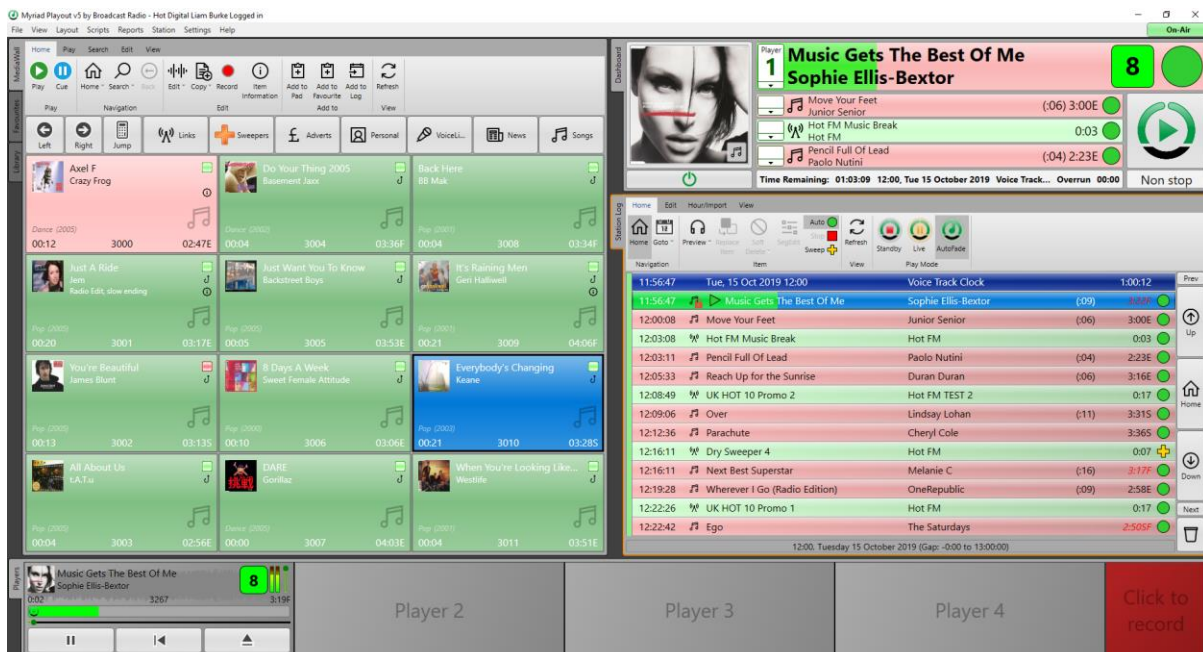 Myriad Playout v5 by Broadcast Radio - Hot Digital Liam Burke Logged in
File View Layout Scripts Reports Station Settings Help
On-Air
MediaWall
Favourites
Library
Home Play Search Edit View
Play Cue Home Search Back Edit Copy Record Item Information Add to Pad Add to Favourite Add to Log Refresh
Play Navigation Edit Add to View
Left Right Jump Links Sweepers Adverts Personal VoiceLi... News Songs
Axel F
Crazy Frog
Dance (2005)
00:12 3000 02:47E
Do Your Thing 2005
Basement Jaxx
Dance (2002)
00:04 3004 03:36F
Back Here
BB Mak
Pop (2001)
00:04 3008 03:34F
Just A Ride
Jem
Radio Edit, slow ending
Pop (2005)
00:20 3001 03:17E
Just Want You To Know
Backstreet Boys
Pop (2005)
00:05 3005 03:53E
It's Raining Men
Geri Halliwell
Pop (2001)
00:21 3009 04:06F
You're Beautiful
James Blunt
Pop (2005)
00:13 3002 03:13S
8 Days A Week
Sweet Female Attitude
Pop (2000)
00:10 3006 03:06E
Everybody's Changing
Keane
Pop (2003)
00:21 3010 03:28S
All About Us
t.A.T.u
Pop (2005)
00:04 3003 02:56E
DARE
Gorillaz
Dance (2005)
00:00 3007 04:03E
When You're Looking Like...
Westlife
Pop (2001)
00:04 3011 03:51E
Dashboard
Player
1
Music Gets The Best Of Me
Sophie Ellis-Bextor
8
Move Your Feet
Junior Senior
(:06) 3:00E
Hot FM Music Break
Hot FM
0:03
Pencil Full Of Lead
Paolo Nutini
(:04) 2:23E
Time Remaining: 01:03:09 12:00, Tue 15 October 2019 Voice Track... Overrun 00:00
Non stop
Station Log
Home Edit Hour/Import View
Home Goto Preview Replace Item Soft Delete SegEdit Auto Stop Sweep Refresh Standby Live AutoFade
Navigation Item View Play Mode
11:56:47 Tue, 15 Oct 2019 12:00 Voice Track Clock 1:00:12
11:56:47 Music Gets The Best Of Me Sophie Ellis-Bextor (:09)
12:00:08 Move Your Feet Junior Senior (:06) 3:00E
12:03:08 Hot FM Music Break Hot FM 0:03
12:03:11 Pencil Full Of Lead Paolo Nutini (:04) 2:23E
12:05:33 Reach Up for the Sunrise Duran Duran (:06) 3:16E
12:08:49 UK HOT 10 Promo 2 Hot FM TEST 2 0:17
12:09:06 Over Lindsay Lohan (:11) 3:31S
12:12:36 Parachute Cheryl Cole 3:36S
12:16:11 Dry Sweeper 4 Hot FM 0:07
12:16:11 Next Best Superstar Melanie C (:16) 3:17F
12:19:28 Wherever I Go (Radio Edition) OneRepublic (:09) 2:58E
12:22:26 UK HOT 10 Promo 1 Hot FM 0:17
12:22:42 Ego The Saturdays 2:50SF
12:00, Tuesday 15 October 2019 (Gap: -0:00 to 13:00:00)
Prev
Up
Home
Down
Next
Players
Music Gets The Best Of Me
Sophie Ellis-Bextor
8
0:02 3267 3:19F
Player 2
Player 3
Player 4
Click to
record